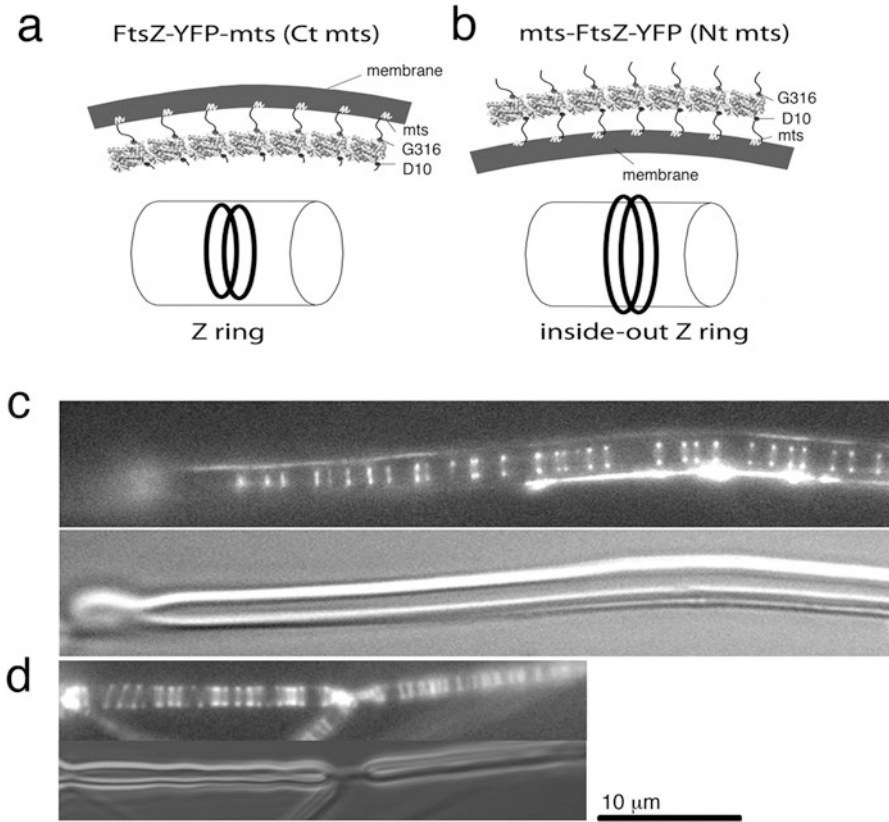 a
FtsZ-YFP-mts (Ct mts)
membrane
mts
G316
D10
Z ring
b
mts-FtsZ-YFP (Nt mts)
G316
D10
mts
membrane
inside-out Z ring
c
d
10 μm